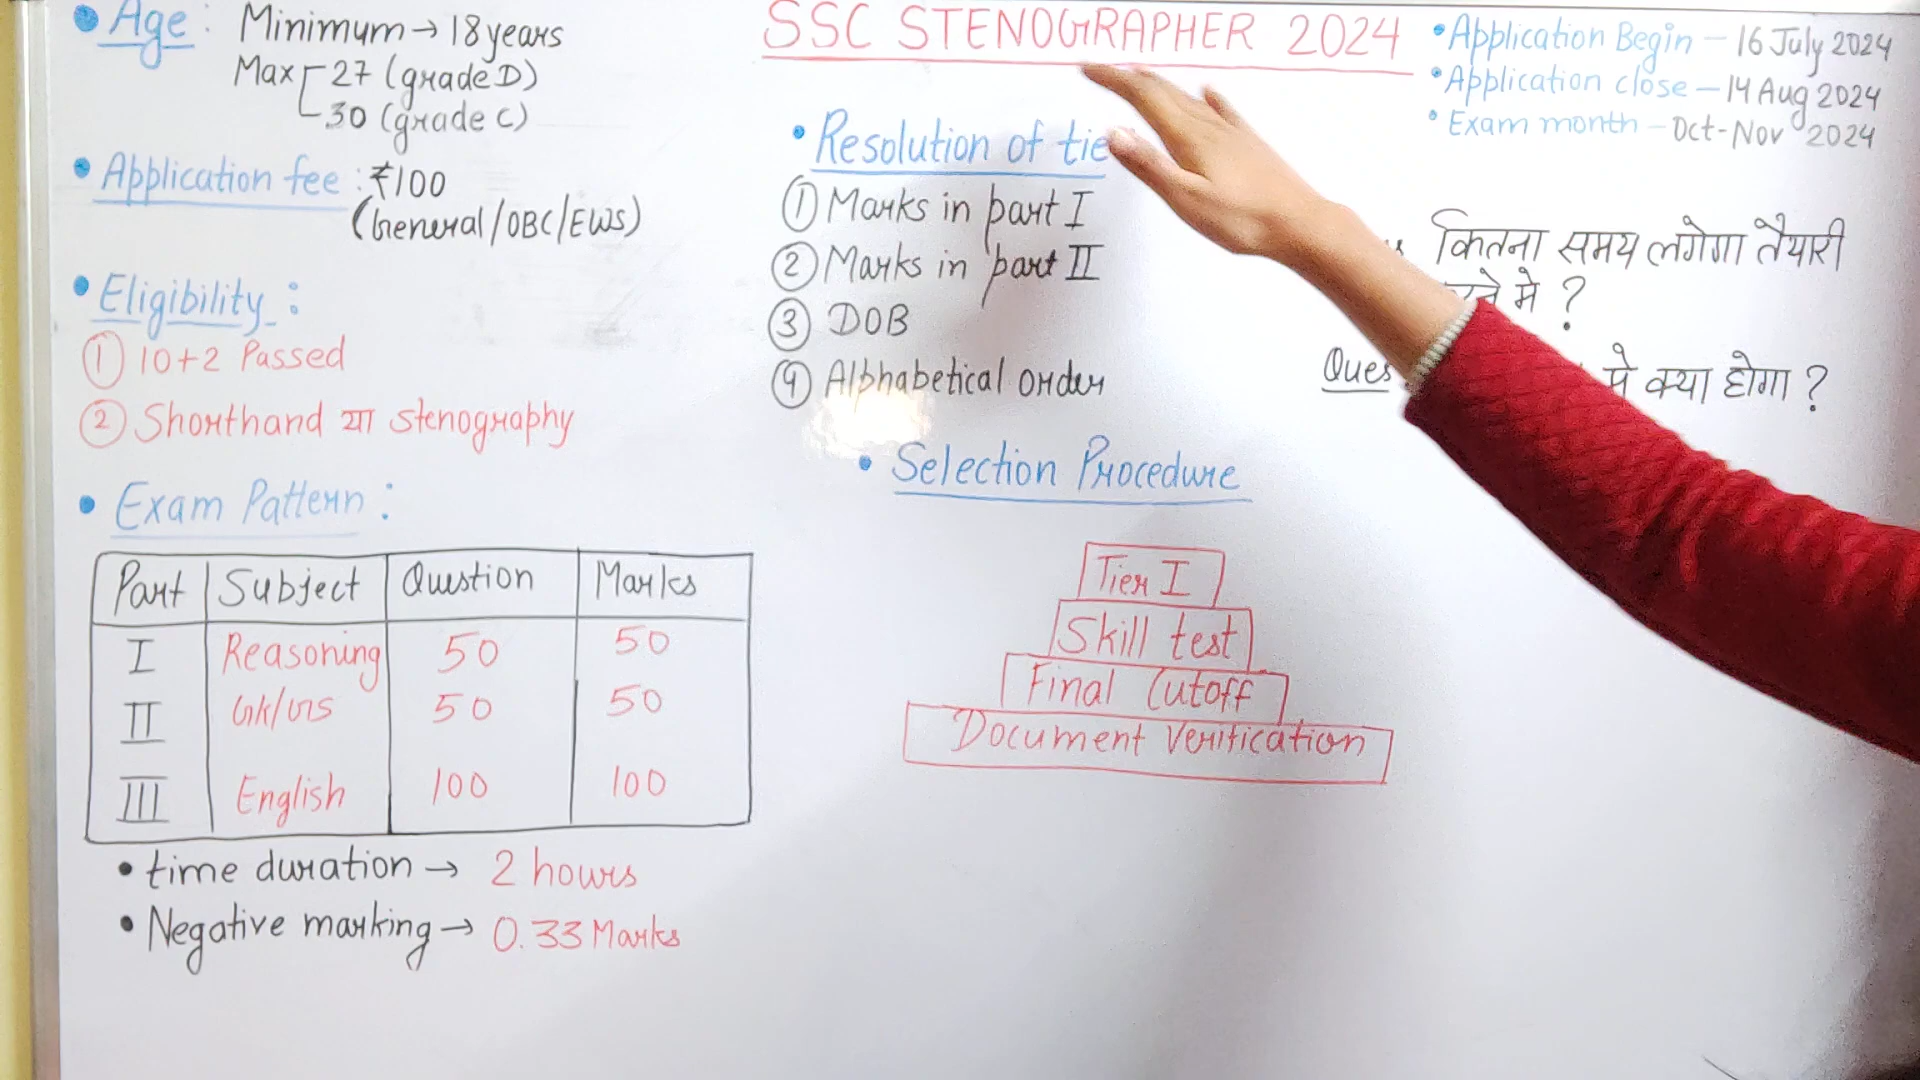 SSC STENOGRAPHER 2024
• Age : Minimum → 18 years
Max 27 (grade D)
30 (grade C)
• Application fee : ₹100
(General/OBC/EWS)
• Eligibility :
① 10+2 Passed
② Shorthand या stenography
• Exam Pattern :
Part Subject Question Marks
I Reasoning 50 50
II GK/GS 50 50
III English 100 100
• time duration → 2 hours
• Negative marking → 0.33 Marks
• Resolution of tie
① Marks in part I
② Marks in part II
③ DOB
④ Alphabetical order
• Selection Procedure
Tier I
Skill test
Final Cutoff
Document Verification
• Application Begin – 16 July 2024
• Application close – 14 Aug 2024
• Exam month – Oct-Nov 2024
कितना समय लगेगा तैयारी
मे ?
Ques
मे क्या होगा ?